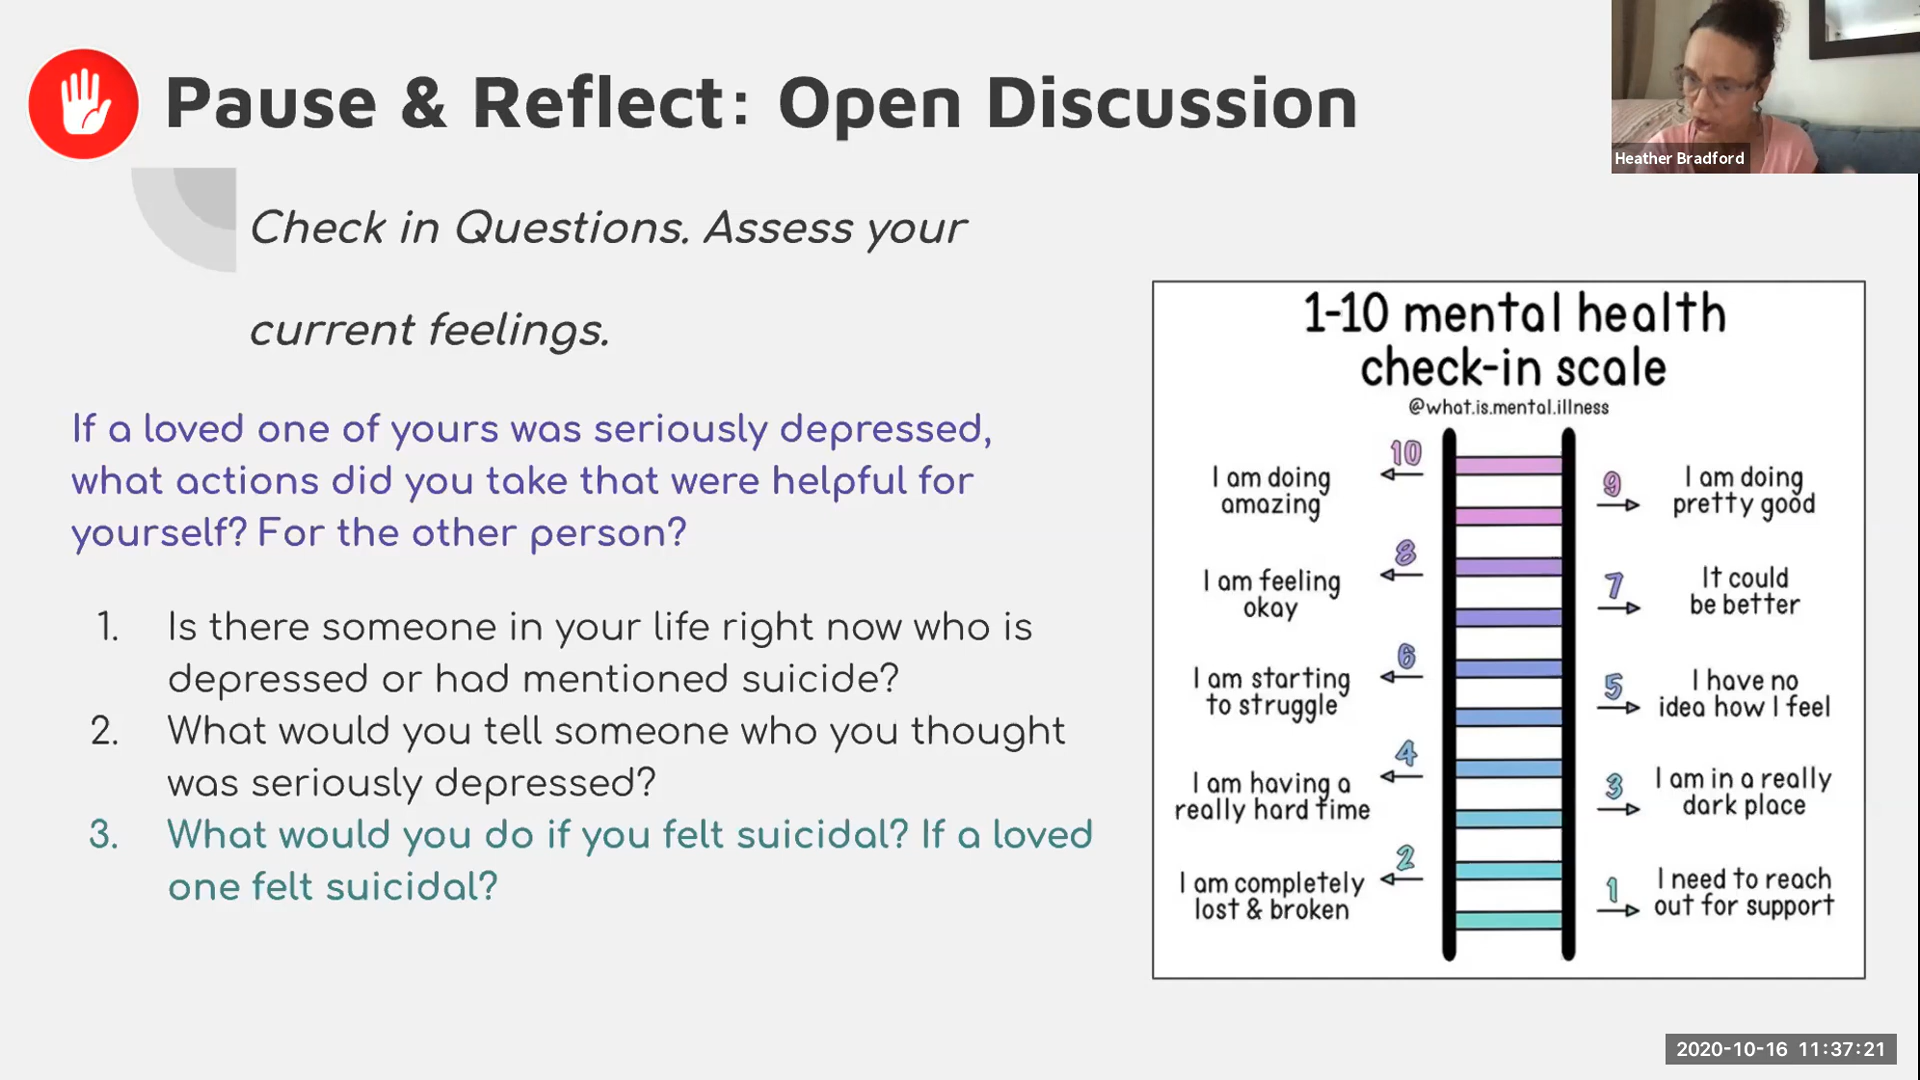 Pause & Reflect: Open Discussion
Heather Bradford
Check in Questions. Assess your
current feelings.
If a loved one of yours was seriously depressed,
what actions did you take that were helpful for
yourself? For the other person?
1. Is there someone in your life right now who is
depressed or had mentioned suicide?
2. What would you tell someone who you thought
was seriously depressed?
3. What would you do if you felt suicidal? If a loved
one felt suicidal?
1-10 mental health
check-in scale
@what.is.mental.illness
10
I am doing
amazing
9
I am doing
pretty good
8
I am feeling
okay
7
It could
be better
6
I am starting
to struggle
5
I have no
idea how I feel
4
I am having a
really hard time
3
I am in a really
dark place
2
I am completely
lost & broken
1
I need to reach
out for support
2020-10-16 11:37:21